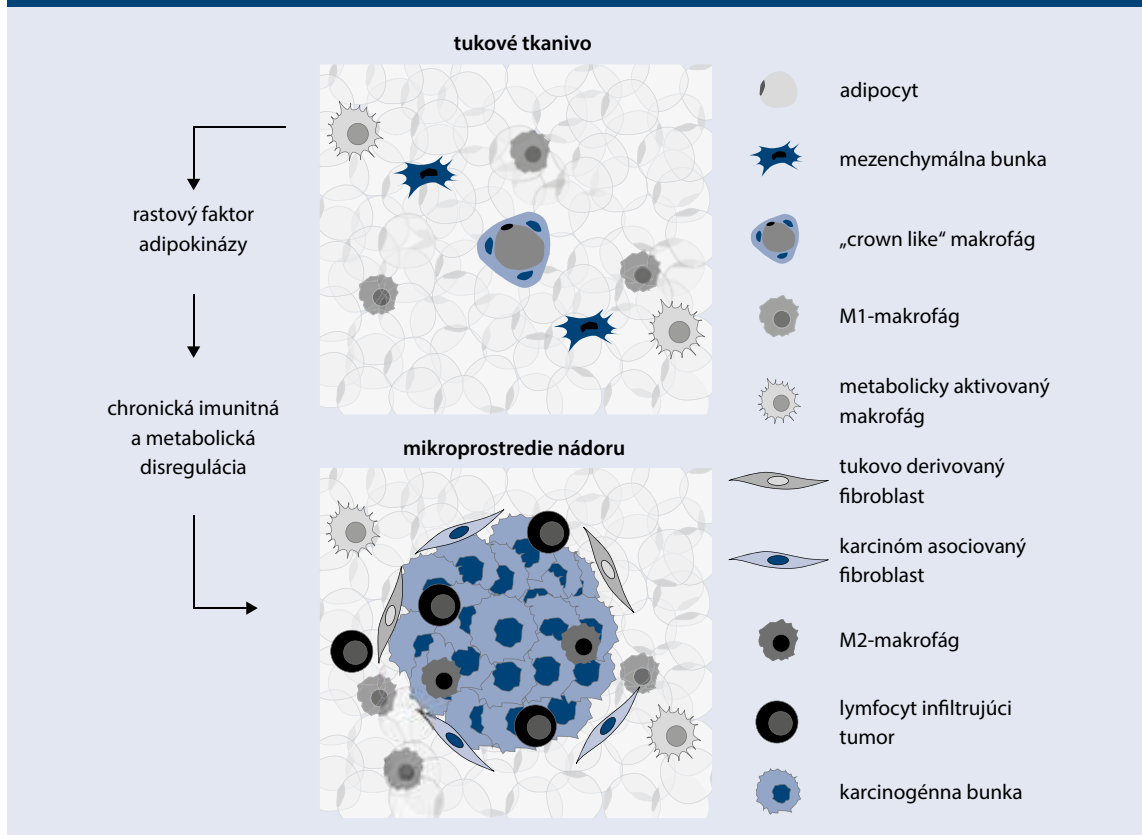 tukové tkanivo
rastový faktor
adipokinázy
chronická imunitná
a metabolická
disregulácia
mikroprostredie nádoru
adipocyt
mezenchymálna bunka
„crown like“ makrofág
M1-makrofág
metabolicky aktivovaný
makrofág
tukovo derivovaný
fibroblast
karcinóm asociovaný
fibroblast
M2-makrofág
lymfocyt infiltrujúci
tumor
karcinogénna bunka